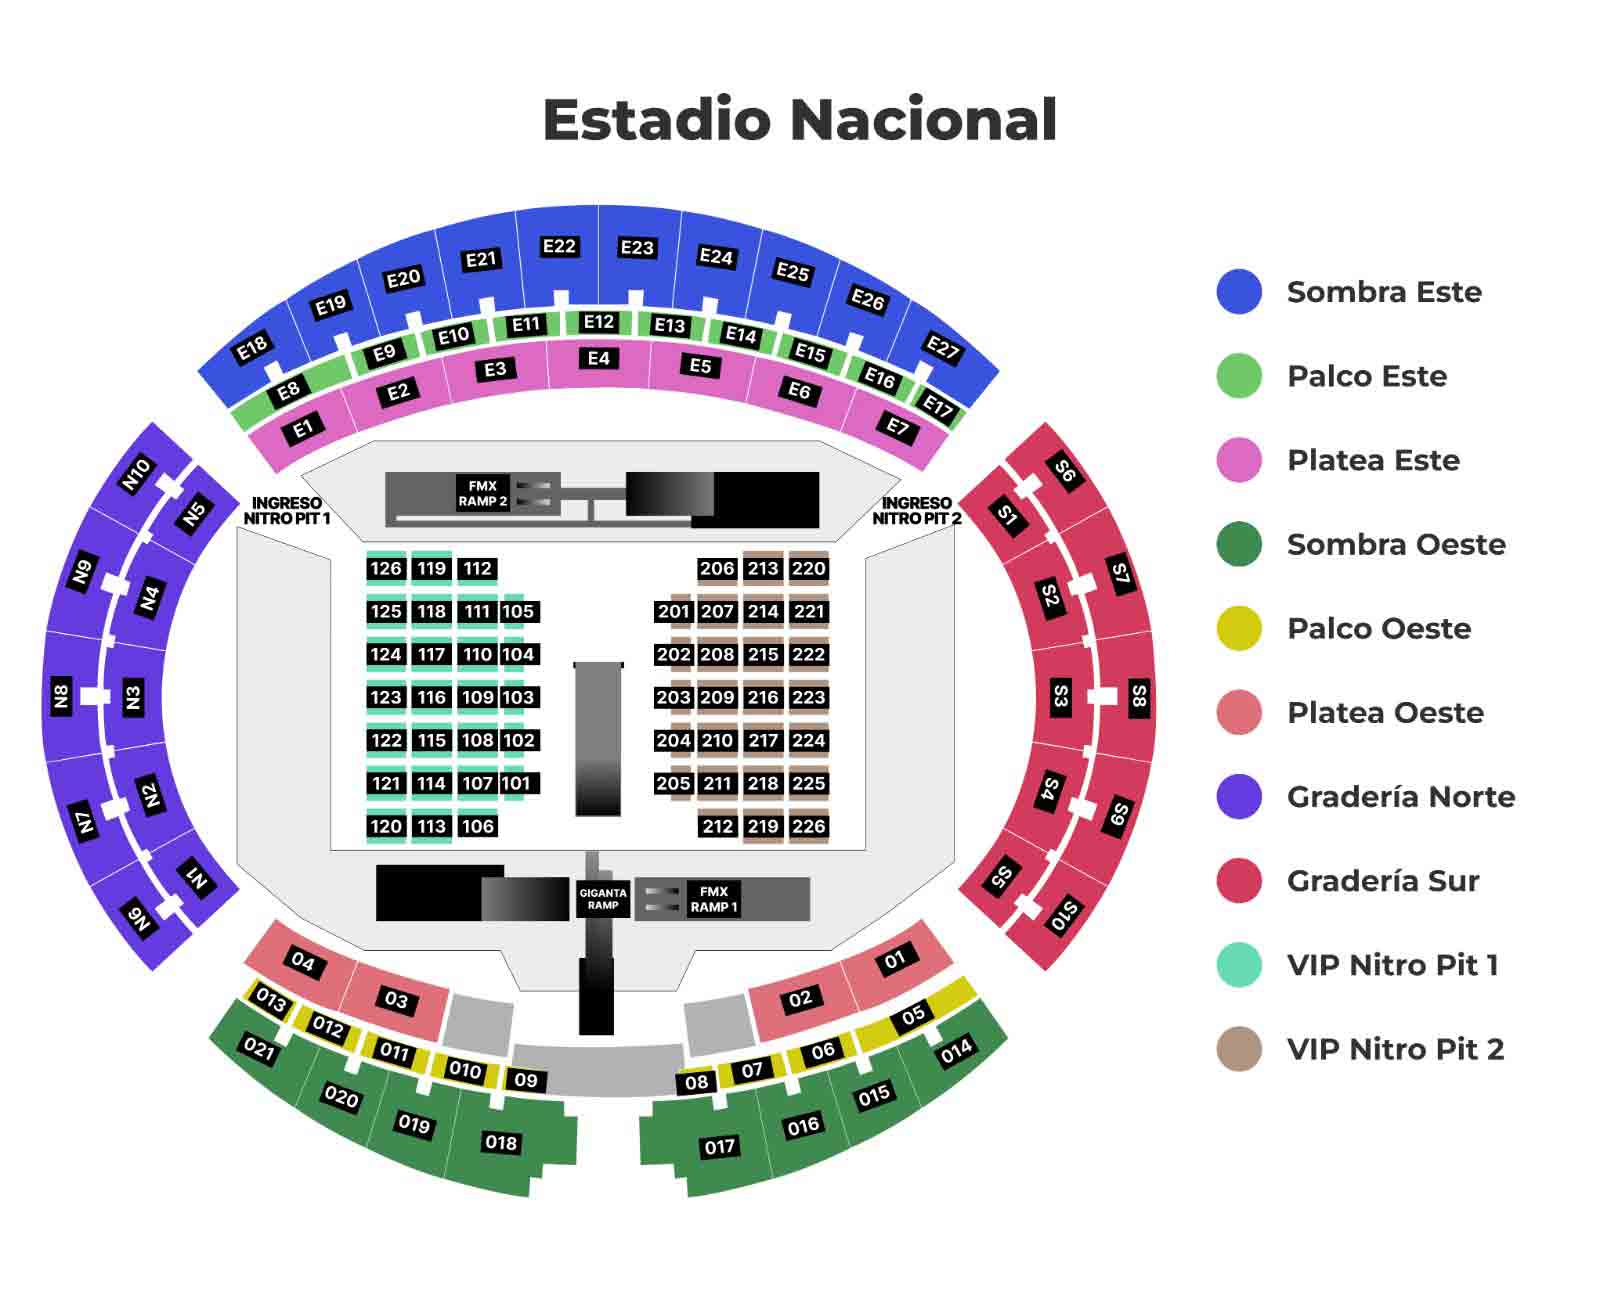 Estadio Nacional
E18
E19
E20
E21
E22
E23
E24
E25
E26
E27
E8
E9
E10
E11
E12
E13
E14
E15
E16
E17
E1
E2
E3
E4
E5
E6
E7
N10
N9
N8
N7
N6
N5
N4
N3
N2
N1
INGRESO
NITRO PIT 1
FMX
RAMP 2
INGRESO
NITRO PIT 2
126 119 112
125 118 111 105
124 117 110 104
123 116 109 103
122 115 108 102
121 114 107 101
120 113 106
206 213 220
201 207 214 221
202 208 215 222
203 209 216 223
204 210 217 224
205 211 218 225
212 219 226
GIGANTA
RAMP
FMX
RAMP 1
S1
S2
S3
S4
S5
S6
S7
S8
S9
S10
04
03
02
01
013
012
011
010
09
08
07
06
05
021
020
019
018
017
016
015
014
Sombra Este
Palco Este
Platea Este
Sombra Oeste
Palco Oeste
Platea Oeste
Gradería Norte
Gradería Sur
VIP Nitro Pit 1
VIP Nitro Pit 2